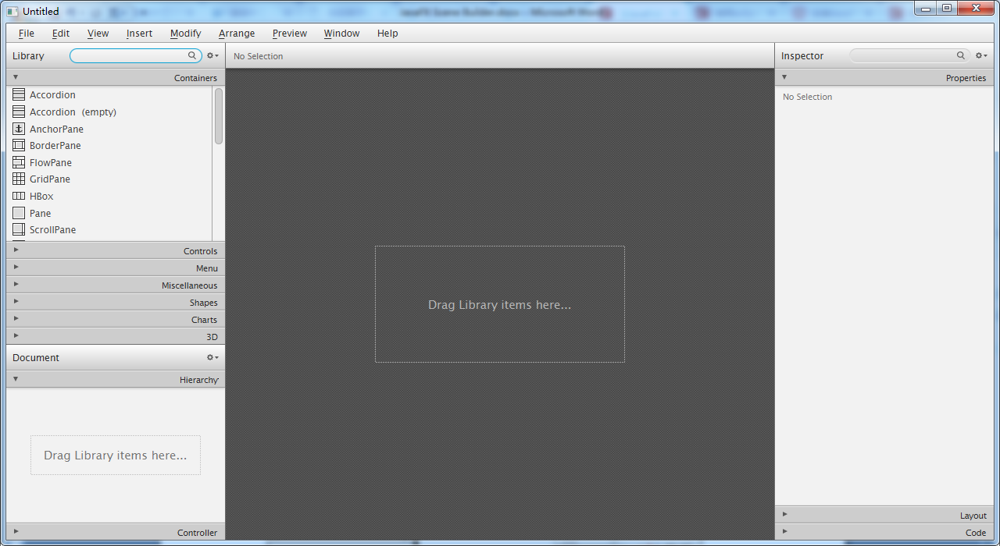 Untitled
File Edit View Insert Modify Arrange Preview Window Help
Library
No Selection
Inspector
Containers
Properties
Accordion
No Selection
Accordion (empty)
AnchorPane
BorderPane
FlowPane
GridPane
HBox
Pane
ScrollPane
Controls
Menu
Miscellaneous
Shapes
Charts
3D
Drag Library items here...
Document
Hierarchy
Drag Library items here...
Controller
Layout
Code